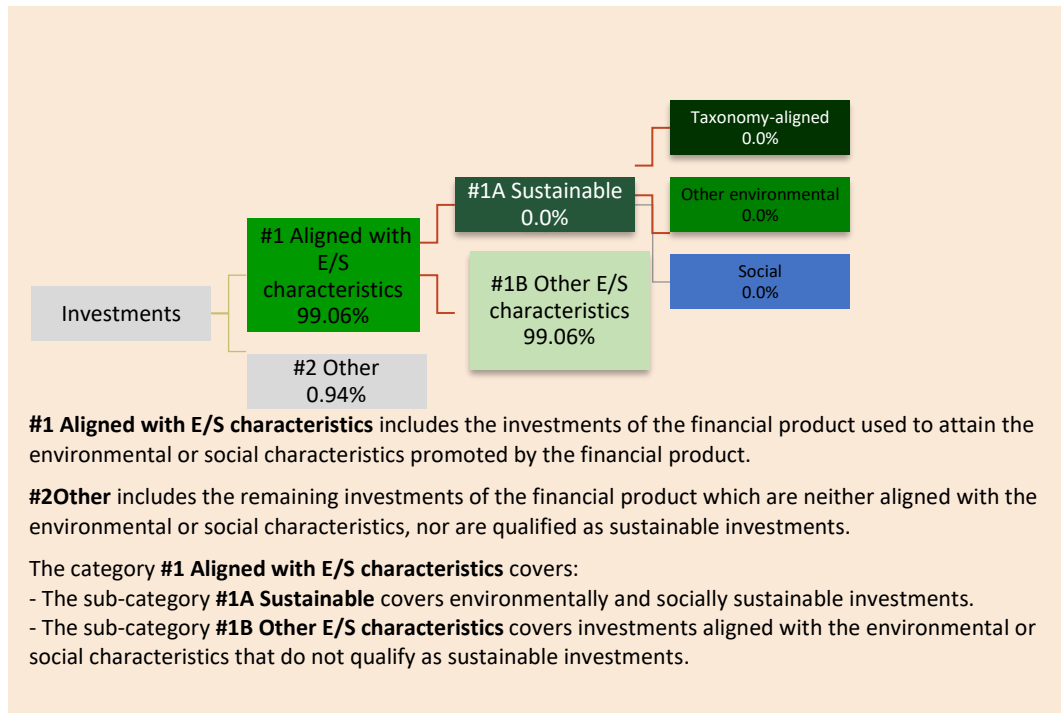 Taxonomy-aligned
0.0%
#1A Sustainable
0.0%
Other environmental
0.0%
#1 Aligned with
E/S
characteristics
99.06%
#1B Other E/S
characteristics
99.06%
Social
0.0%
Investments
#2 Other
0.94%
#1 Aligned with E/S characteristics includes the investments of the financial product used to attain the
environmental or social characteristics promoted by the financial product.
#2Other includes the remaining investments of the financial product which are neither aligned with the
environmental or social characteristics, nor are qualified as sustainable investments.
The category #1 Aligned with E/S characteristics covers:
- The sub-category #1A Sustainable covers environmentally and socially sustainable investments.
- The sub-category #1B Other E/S characteristics covers investments aligned with the environmental or
social characteristics that do not qualify as sustainable investments.